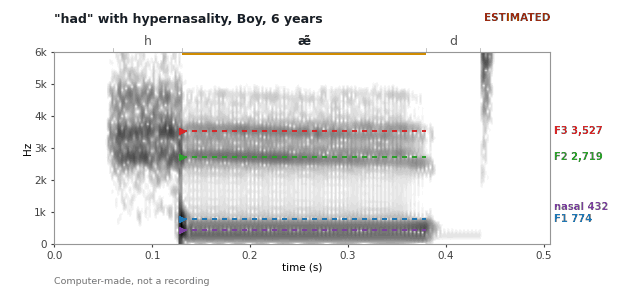 "had" with hypernasality, Boy, 6 years
ESTIMATED
h æ̃ d
6k
5k
4k
3k
2k
1k
0
Hz
F3 3,527
F2 2,719
nasal 432
F1 774
0.0 0.1 0.2 0.3 0.4 0.5
time (s)
Computer-made, not a recording